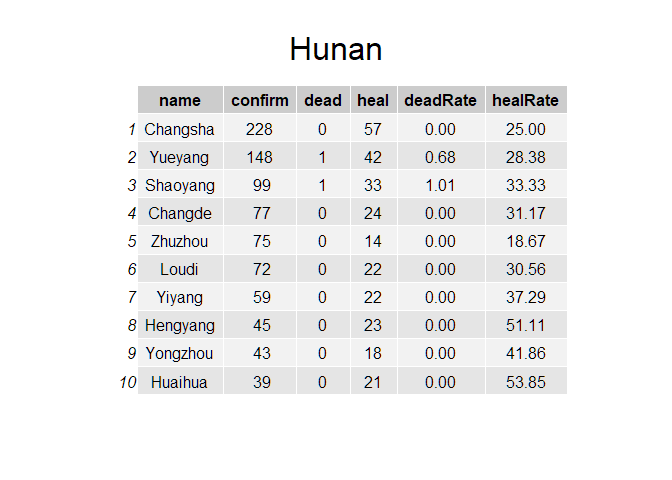 Hunan
name confirm dead heal deadRate healRate
1 Changsha 228 0 57 0.00 25.00
2 Yueyang 148 1 42 0.68 28.38
3 Shaoyang 99 1 33 1.01 33.33
4 Changde 77 0 24 0.00 31.17
5 Zhuzhou 75 0 14 0.00 18.67
6 Loudi 72 0 22 0.00 30.56
7 Yiyang 59 0 22 0.00 37.29
8 Hengyang 45 0 23 0.00 51.11
9 Yongzhou 43 0 18 0.00 41.86
10 Huaihua 39 0 21 0.00 53.85